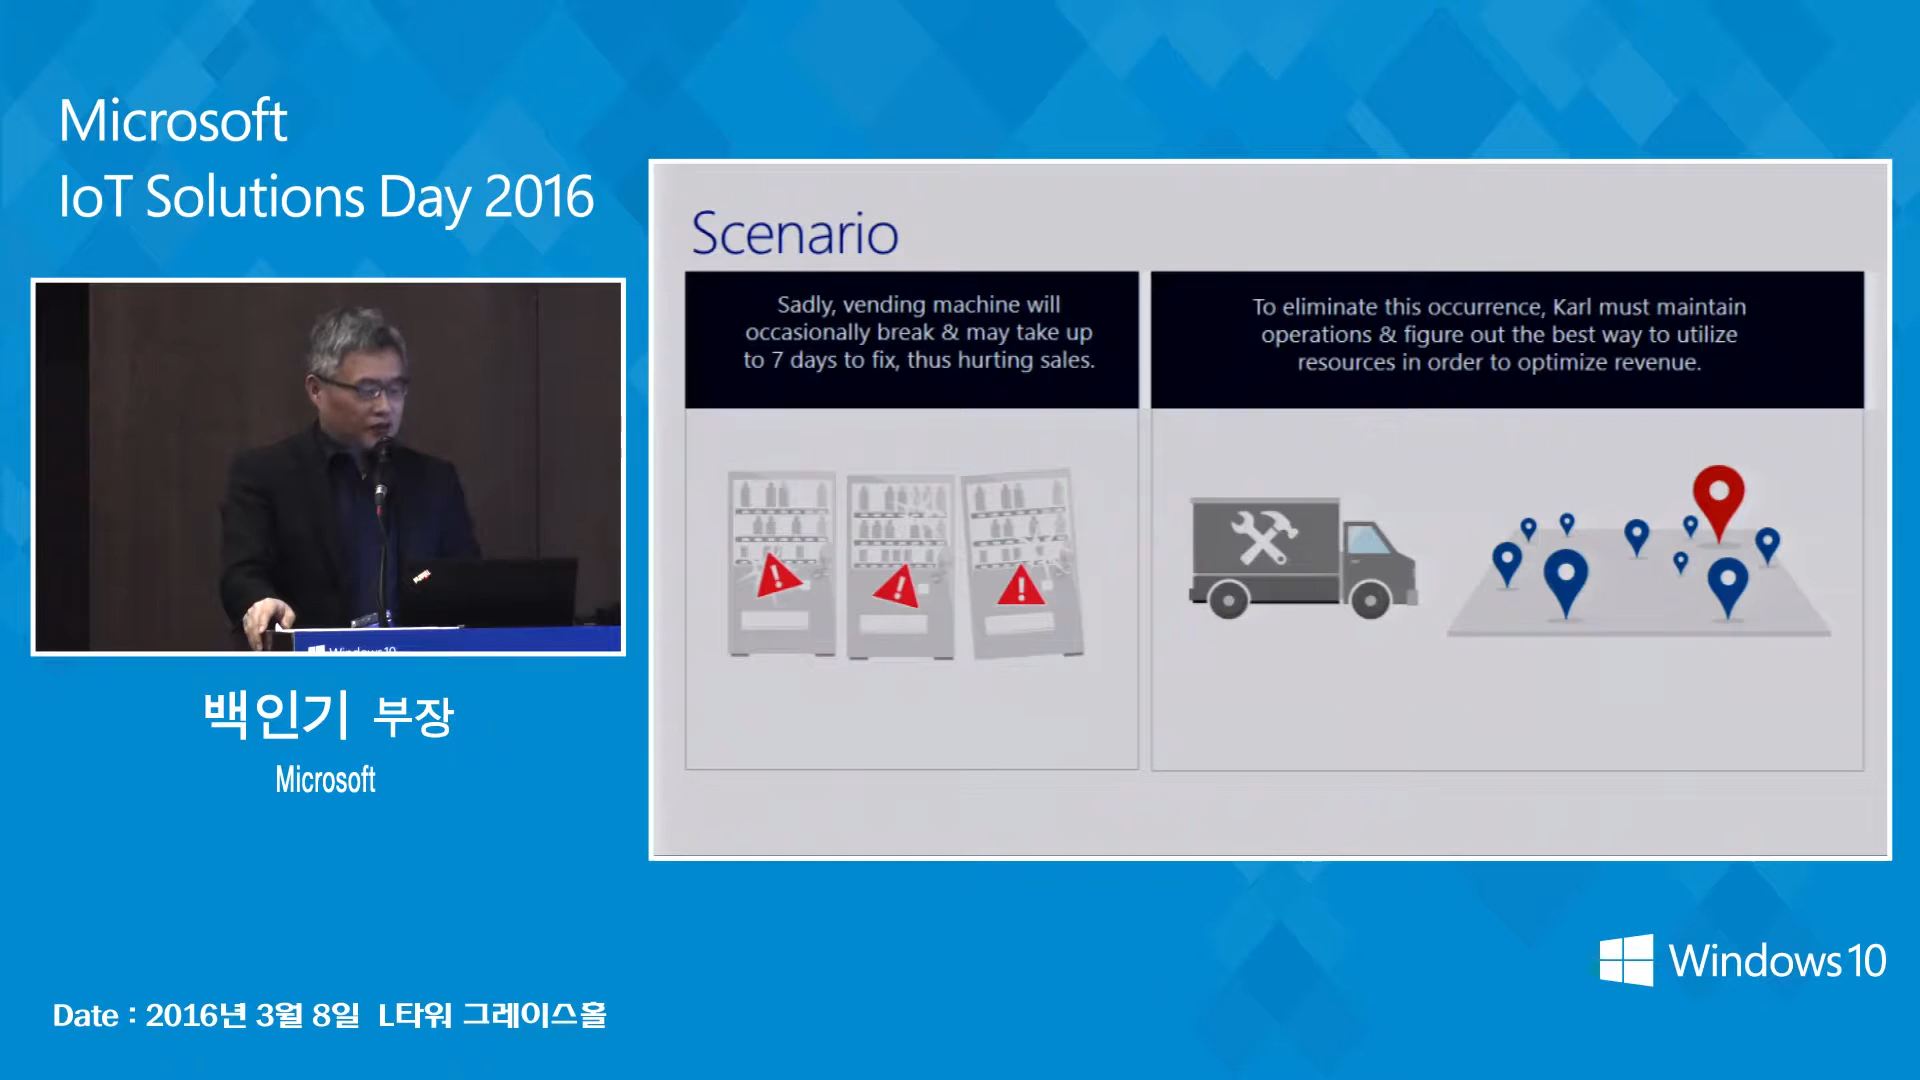 Microsoft
IoT Solutions Day 2016
Scenario
Sadly, vending machine will
occasionally break & may take up
to 7 days to fix, thus hurting sales.
To eliminate this occurrence, Karl must maintain
operations & figure out the best way to utilize
resources in order to optimize revenue.
Windows10
백인기 부장
Microsoft
Windows10
Date : 2016년 3월 8일 L타워 그레이스홀